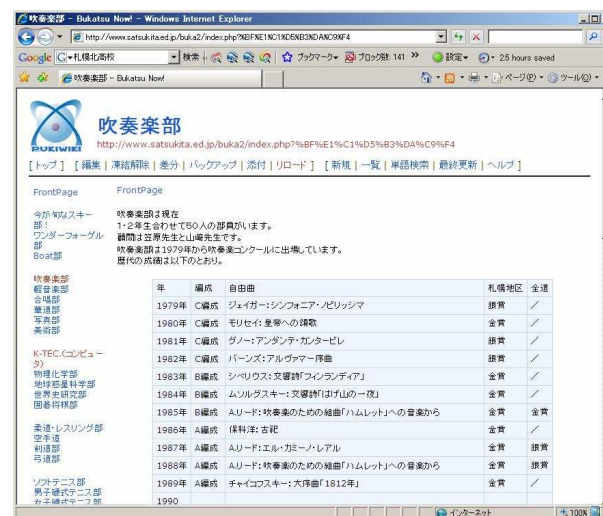 吹奏楽部 - Bukatsu Now! - Windows Internet Explorer
http://www.satsukita.ed.jp/buka2/index.php?%BF%E1%C1%D5%B3%DA%C9%F4
Google G 札幌北高校 検索 ブックマーク ブロック数 141 » 設定 25 hours saved
吹奏楽部 - Bukatsu Now! ページ(P) ツール(O)
吹奏楽部
http://www.satsukita.ed.jp/buka2/index.php?%BF%E1%C1%D5%B3%DA%C9%F4
PUKIWIKI
[ トップ ] [ 編集 | 凍結解除 | 差分 | バックアップ | 添付 | リロード ] [ 新規 | 一覧 | 単語検索 | 最終更新 | ヘルプ ]
FrontPage
今が旬なスキー
部!
ワンダーフォーゲル
部
Boat部
吹奏楽部
軽音楽部
合唱部
華道部
写真部
美術部
K-TEC.(コンピュー
タ)
物理化学部
地球惑星科学部
世界史研究部
囲碁将棋部
柔道・レスリング部
空手道
剣道部
弓道部
ソフトテニス部
男子硬式テニス部
女子硬式テニス部
FrontPage
吹奏楽部は現在
1・2年生合わせて50人の部員がいます。
顧問は笠原先生と山崎先生です。
吹奏楽部は1979年から吹奏楽コンクールに出場しています。
歴代の成績は以下のとおり。
年 編成 自由曲 札幌地区 全道
1979年 C編成 ジェイガー:シンフォニア・ノビリッシマ 銀賞 /
1980年 C編成 モリセイ:皇帝への頌歌 金賞 /
1981年 C編成 グノー:アンダンテ・カンタービレ 銀賞 /
1982年 C編成 バーンズ:アルヴァマー序曲 金賞 /
1983年 B編成 シベリウス:交響詩「フィンランディア」 金賞 /
1984年 B編成 ムソルグスキー:交響詩「はげ山の一夜」 金賞 /
1985年 B編成 A.リード:吹奏楽のための組曲「ハムレット」への音楽から 金賞 金賞
1986年 A編成 保科洋:古祀 金賞 /
1987年 A編成 A.リード:エル・カミーノ・レアル 金賞 銀賞
1988年 A編成 A.リード:吹奏楽のための組曲「ハムレット」への音楽から 金賞 銀賞
1989年 A編成 チャイコフスキー:大序曲「1812年」 金賞 /
1990
インターネット 100%